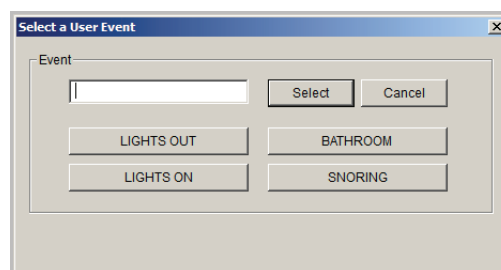 Select a User Event
Event
Select Cancel
LIGHTS OUT BATHROOM
LIGHTS ON SNORING